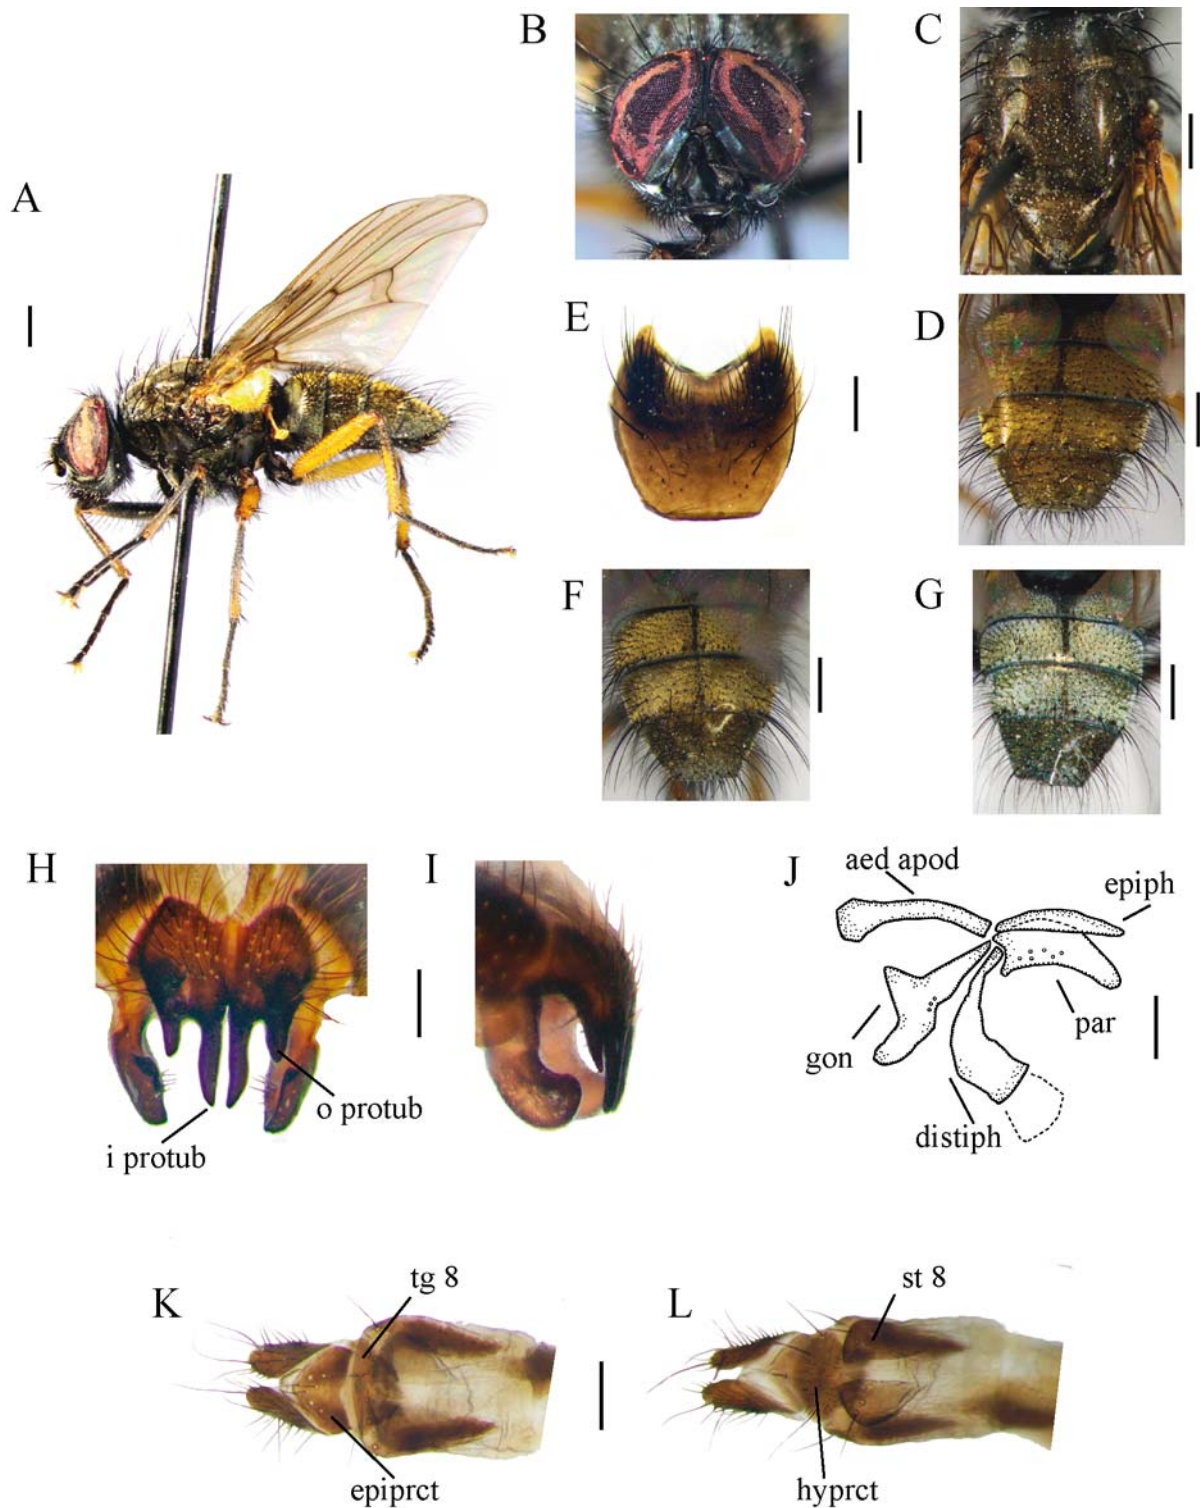 A
B
C
D
E
F
G
H
i protub
o protub
I
J
aed apod
epiph
gon
par
distiph
K
tg 8
epiprct
L
st 8
hyprct